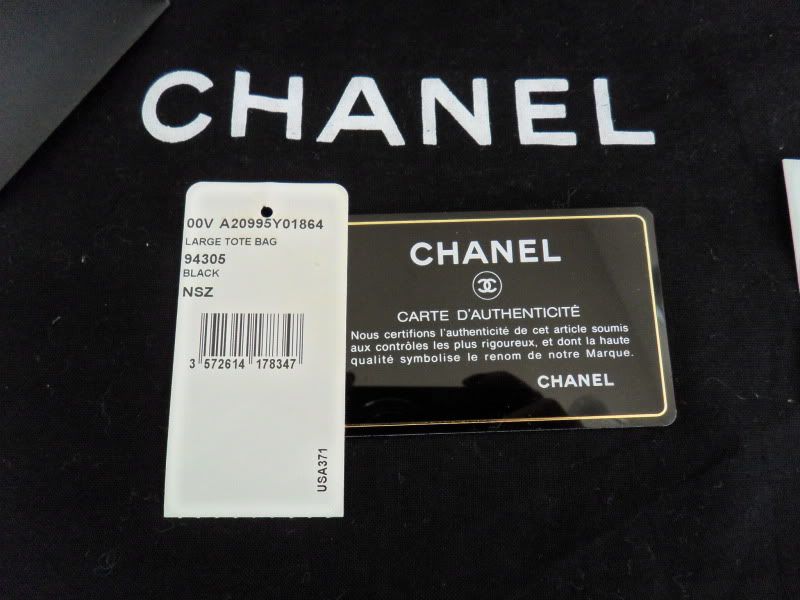 CHANEL
00V A20995Y01864
LARGE TOTE BAG
94305
BLACK
NSZ
3 572614 178347
USA371
CHANEL
CARTE D'AUTHENTICITÉ
Nous certifions l'authenticité de cet article soumis
aux contrôles les plus rigoureux, et dont la haute
qualité symbolise le renom de notre Marque.
CHANEL